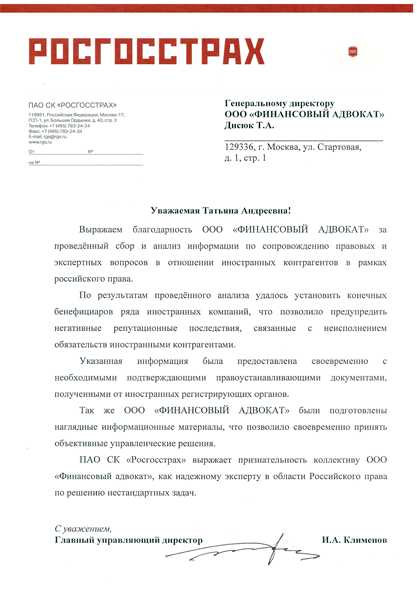 РОСГОССТРАХ
ПАО СК «РОСГОССТРАХ»
119991, Российская Федерация, Москва-17,
ГСП-1, ул. Большая Ордынка, д. 40, стр. 3
Телефон: +7 (495) 783-24-24
Факс: +7 (495) 783-24-34
E-mail: rgs@rgs.ru
www.rgs.ru
От №
на №
Генеральному директору
ООО «ФИНАНСОВЫЙ АДВОКАТ»
Дисюк Т.А.
129336, г. Москва, ул. Стартовая,
д. 1, стр. 1
Уважаемая Татьяна Андреевна!
Выражаем благодарность ООО «ФИНАНСОВЫЙ АДВОКАТ» за
проведённый сбор и анализ информации по сопровождению правовых и
экспертных вопросов в отношении иностранных контрагентов в рамках
российского права.
По результатам проведённого анализа удалось установить конечных
бенефициаров ряда иностранных компаний, что позволило предупредить
негативные репутационные последствия, связанные с неисполнением
обязательств иностранными контрагентами.
Указанная информация была предоставлена своевременно с
необходимыми подтверждающими правоустанавливающими документами,
полученными от иностранных регистрирующих органов.
Так же ООО «ФИНАНСОВЫЙ АДВОКАТ» были подготовлены
наглядные информационные материалы, что позволило своевременно принять
объективные управленческие решения.
ПАО СК «Росгосстрах» выражает признательность коллективу ООО
«Финансовый адвокат», как надежному эксперту в области Российского права
по решению нестандартных задач.
С уважением,
Главный управляющий директор И.А. Клименов